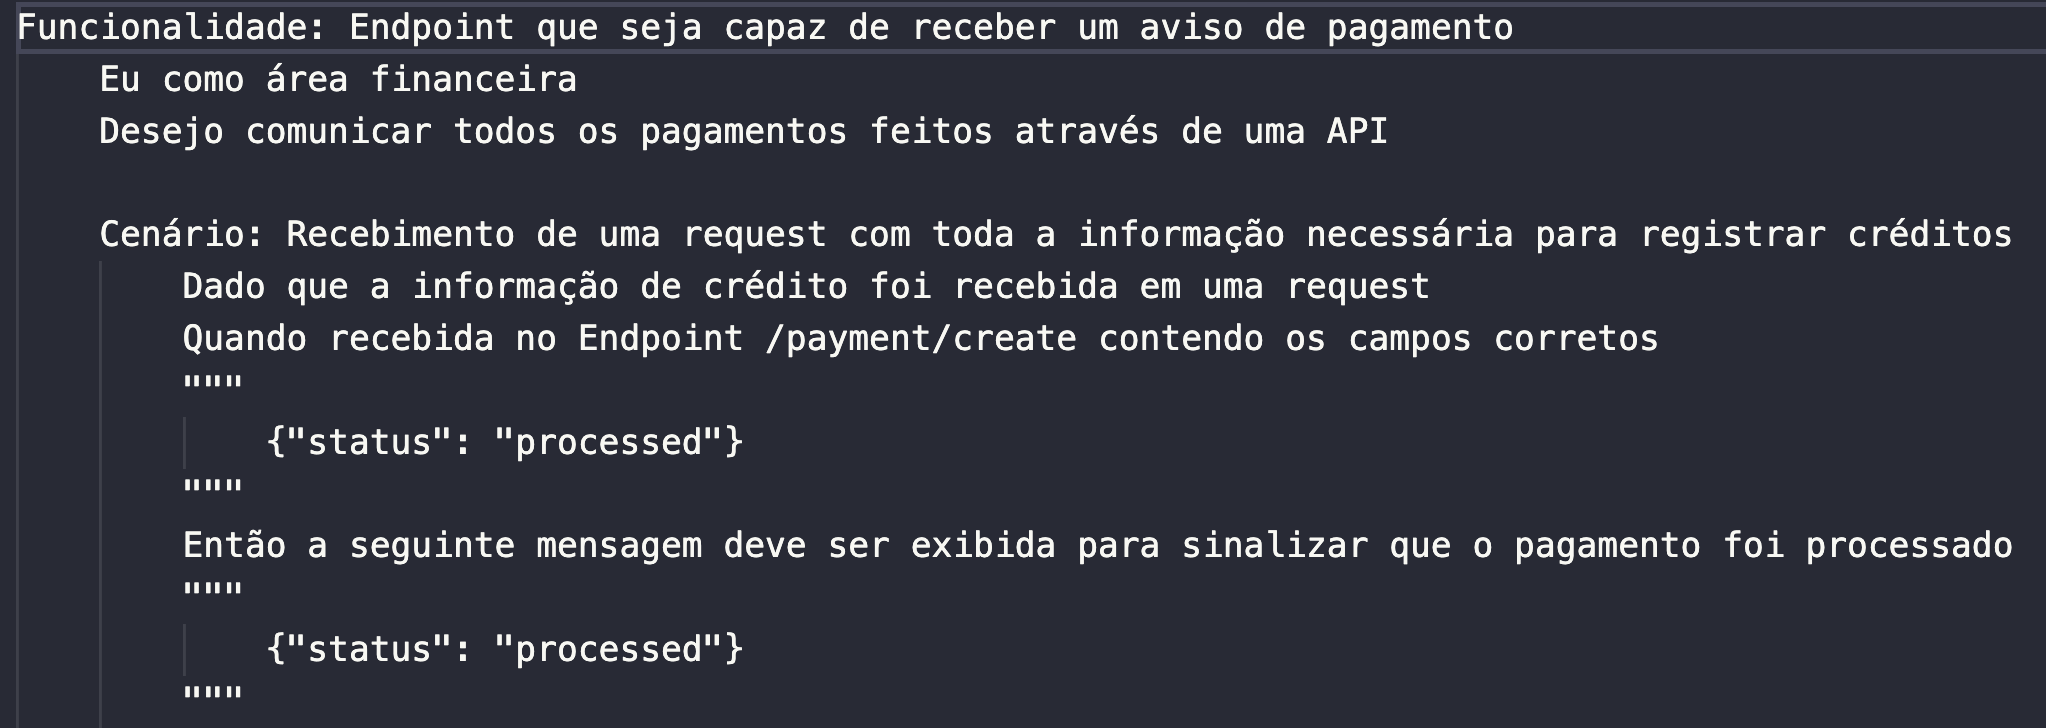 Funcionalidade: Endpoint que seja capaz de receber um aviso de pagamento
Eu como área financeira
Desejo comunicar todos os pagamentos feitos através de uma API
Cenário: Recebimento de uma request com toda a informação necessária para registrar créditos
Dado que a informação de crédito foi recebida em uma request
Quando recebida no Endpoint /payment/create contendo os campos corretos
"""
{"status": "processed"}
"""
Então a seguinte mensagem deve ser exibida para sinalizar que o pagamento foi processado
"""
{"status": "processed"}
"""